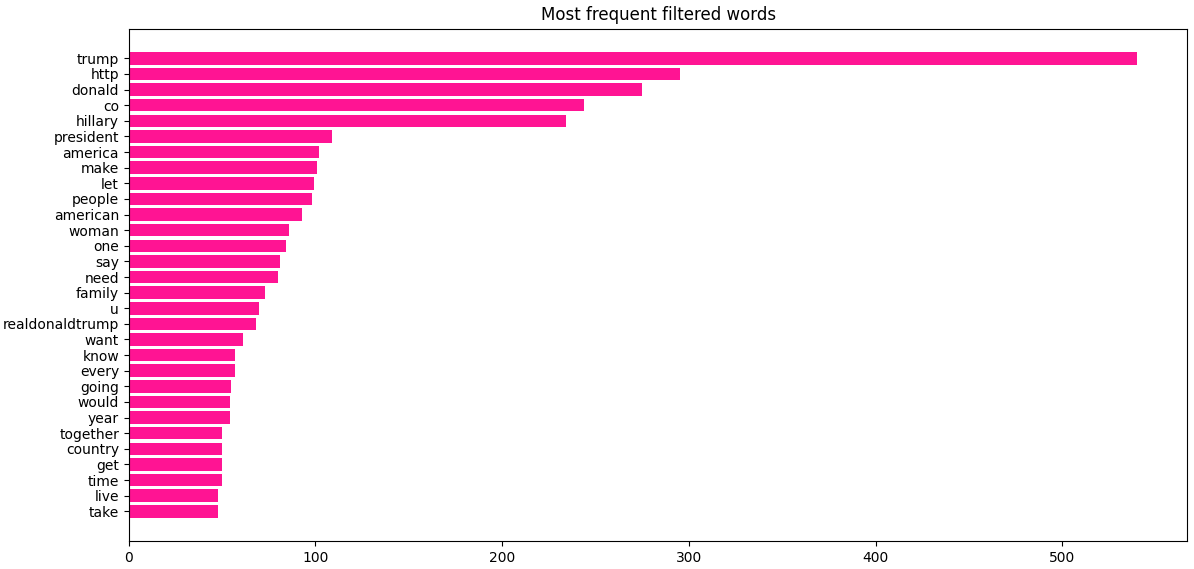 Most frequent filtered words
trump
http
donald
co
hillary
president
america
make
let
people
american
woman
one
say
need
family
u
realdonaldtrump
want
know
every
going
would
year
together
country
get
time
live
take
0 100 200 300 400 500